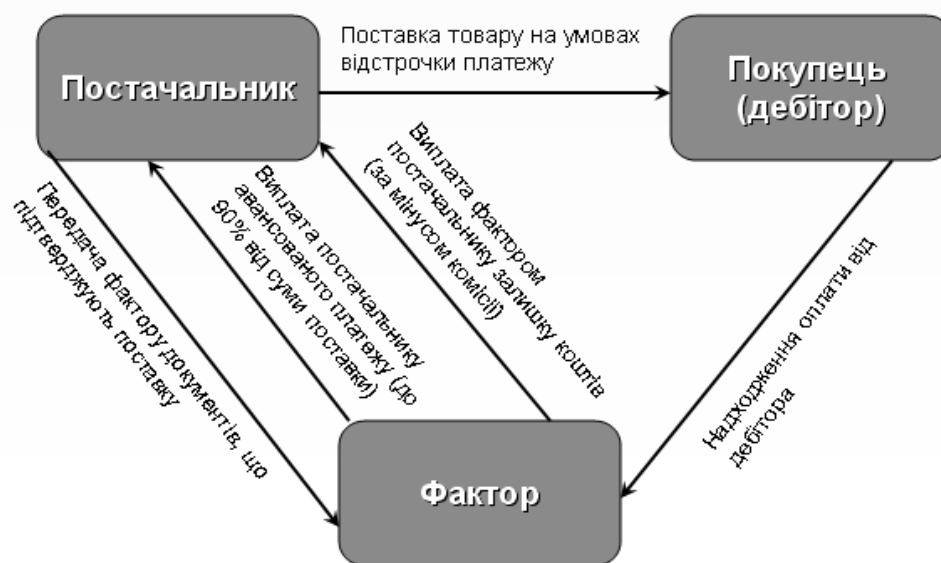 Постачальник
Поставка товару на умовах
відстрочки платежу
Покупець
(дебітор)
Передача фактору документів, що
підтверджують поставку
Виплата постачальнику
авансованого платежу (до
90% від суми поставки)
Виплата фактором
постачальнику залишку коштів
(за мінусом комісії)
Надходження оплати від
дебітора
Фактор